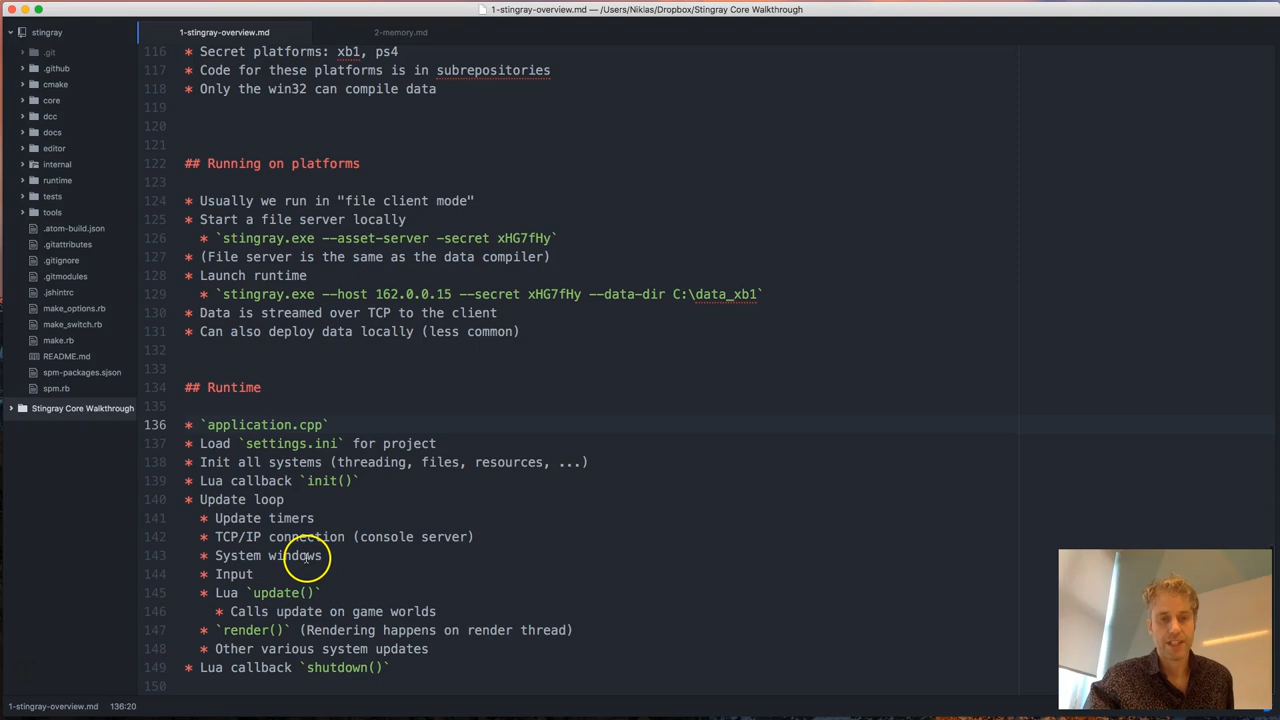 1-stingray-overview.md — /Users/Niklas/Dropbox/Stingray Core Walkthrough
stingray
1-stingray-overview.md
2-memory.md
.git
.github
cmake
core
dcc
docs
editor
internal
runtime
tests
tools
.atom-build.json
.gitattributes
.gitignore
.gitmodules
.jshintrc
make_options.rb
make_switch.rb
make.rb
README.md
spm-packages.json
spm.rb
Stingray Core Walkthrough
116 * Secret platforms: xb1, ps4
117 * Code for these platforms is in subrepositories
118 * Only the win32 can compile data
119
120
121
122 ## Running on platforms
123
124 * Usually we run in "file client mode"
125 * Start a file server locally
126 * `stingray.exe --asset-server -secret xHG7fHy`
127 * (File server is the same as the data compiler)
128 * Launch runtime
129 * `stingray.exe --host 162.0.0.15 --secret xHG7fHy --data-dir C:\data_xb1`
130 * Data is streamed over TCP to the client
131 * Can also deploy data locally (less common)
132
133
134 ## Runtime
135
136 * `application.cpp`
137 * Load `settings.ini` for project
138 * Init all systems (threading, files, resources, ...)
139 * Lua callback `init()`
140 * Update loop
141 * Update timers
142 * TCP/IP connection (console server)
143 * System windows
144 * Input
145 * Lua `update()`
146 * Calls update on game worlds
147 * `render()` (Rendering happens on render thread)
148 * Other various system updates
149 * Lua callback `shutdown()`
150
1-stingray-overview.md 136:20